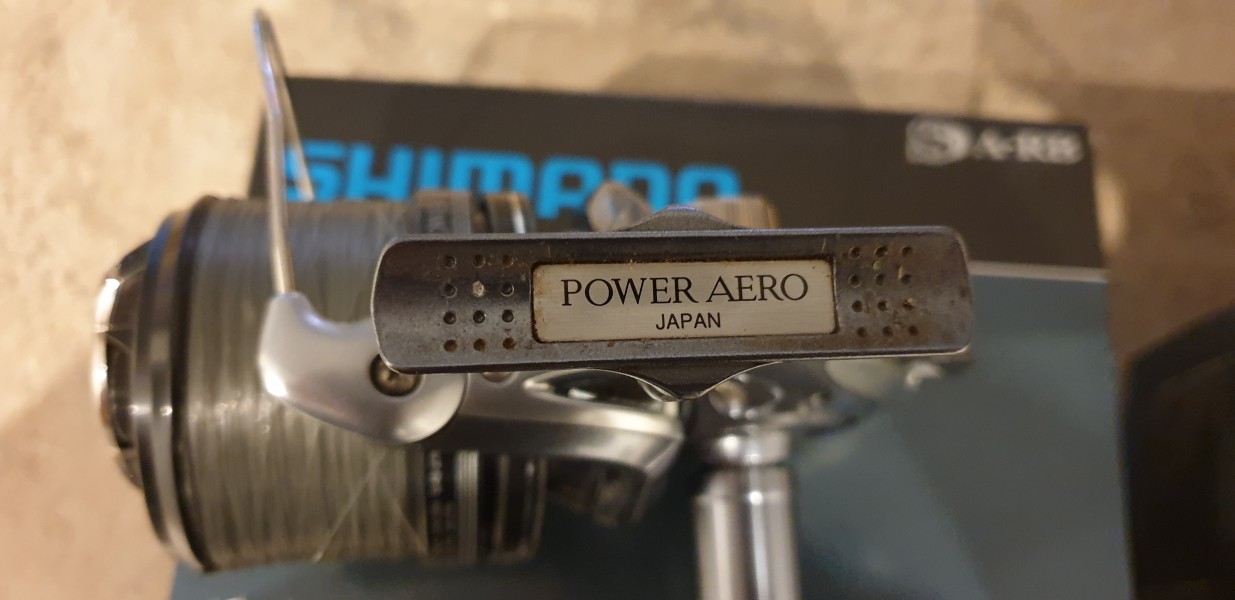 SHIMANO
S A-RB
POWER AERO
JAPAN